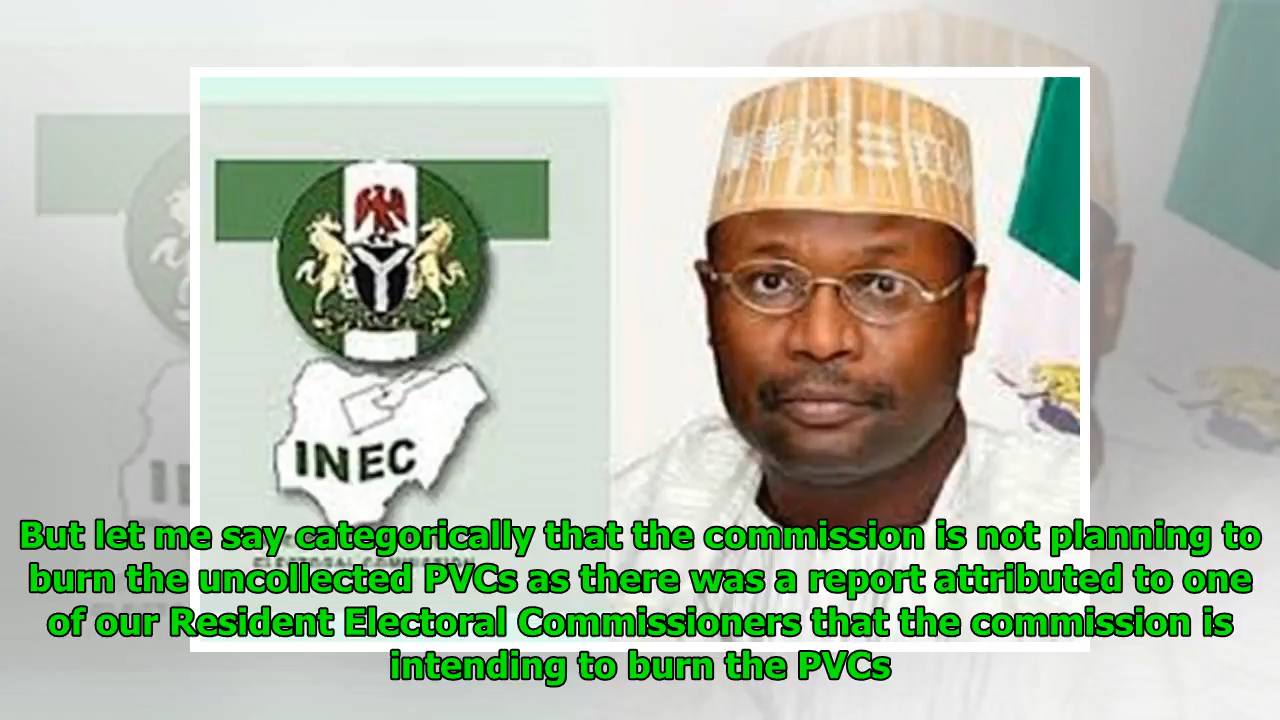 INEC
ELECTORAL COMMISSION
But let me say categorically that the commission is not planning to
burn the uncollected PVCs as there was a report attributed to one
of our Resident Electoral Commissioners that the commission is
intending to burn the PVCs